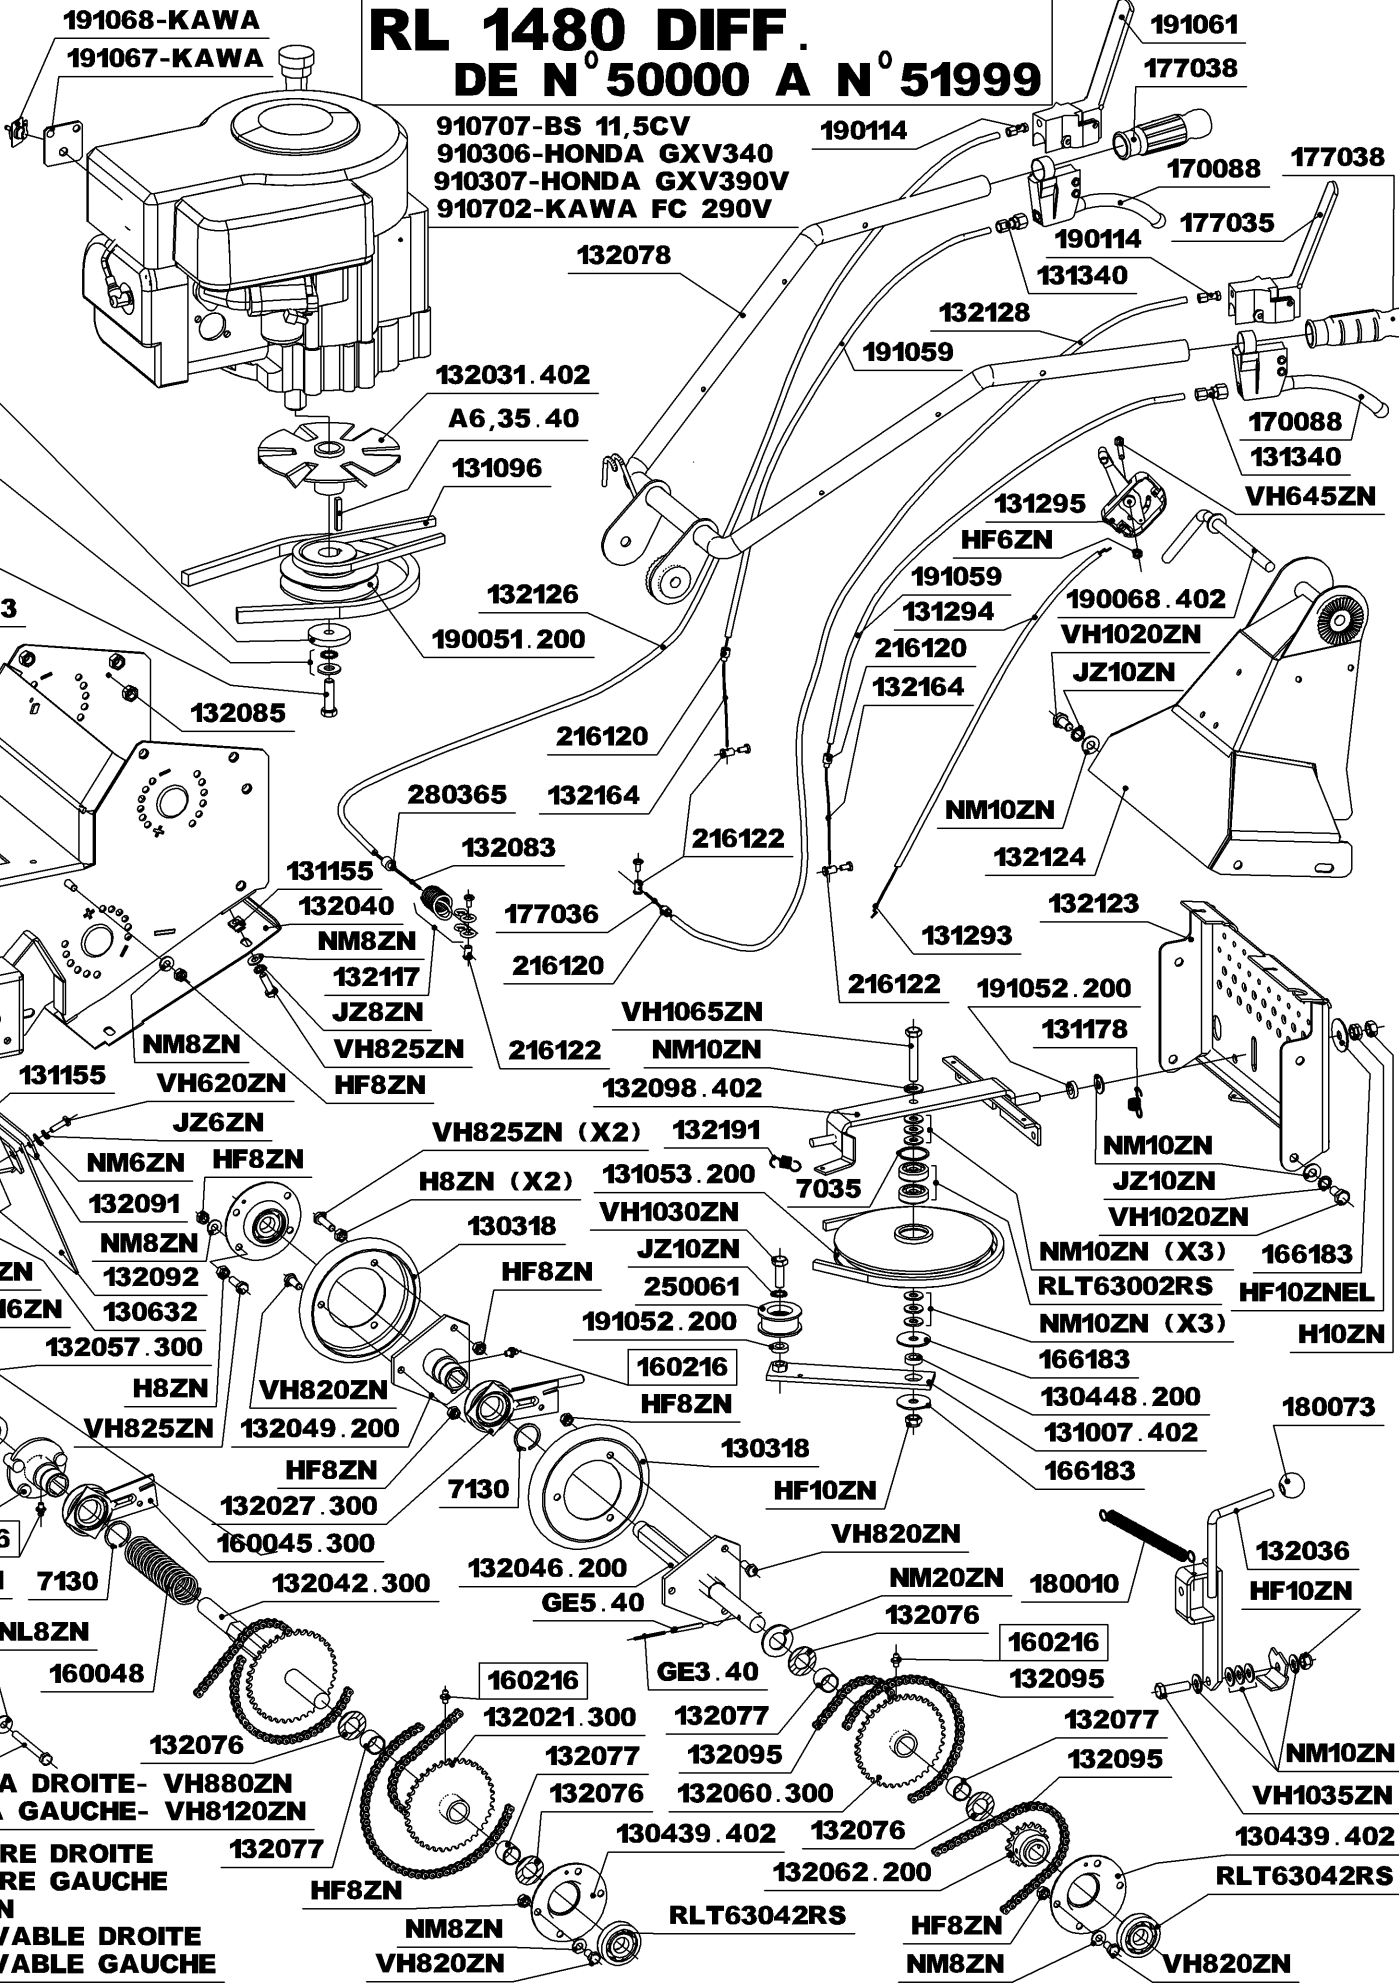 191068-KAWA
191067-KAWA
RL 1480 DIFF.
DE N° 50000 A N° 51999
910707-BS 11,5CV
910306-HONDA GXV340
910307-HONDA GXV390V
910702-KAWA FC 290V
191061
177038
190114
170088
177038
177035
190114
131340
132078
132128
191059
132031.402
A6,35.40
131096
170088
131340
VH645ZN
131295
HF6ZN
191059
131294
190068.402
132126
190051.200
3
VH1020ZN
JZ10ZN
216120
132164
132085
216120
132164
280365
NM10ZN
132083
216122
132124
131155
132040
NM8ZN
132117
JZ8ZN
VH825ZN
HF8ZN
177036
216120
131293
132123
216122
191052.200
131178
VH1065ZN
NM10ZN
132098.402
NM8ZN
216122
131155
VH620ZN
JZ6ZN
NM6ZN
HF8ZN
132091
NM8ZN
132092
130632
ZN
16ZN
132057.300
H8ZN
VH825ZN
VH825ZN (X2)
H8ZN (X2)
130318
HF8ZN
132191
7035
131053.200
VH1030ZN
JZ10ZN
250061
191052.200
160216
HF8ZN
NM10ZN
JZ10ZN
VH1020ZN
NM10ZN (X3)
166183
RLT63002RS
HF10ZNEL
NM10ZN (X3)
H10ZN
166183
130448.200
131007.402
166183
180073
VH820ZN
132049.200
HF8ZN
7130
130318
HF10ZN
132027.300
160045.300
132042.300
6
7130
NL8ZN
160048
132046.200
GE5.40
GE3.40
VH820ZN
NM20ZN
132076
160216
132095
180010
132036
HF10ZN
160216
132021.300
132077
132095
132060.300
132077
132095
NM10ZN
VH1035ZN
132076
132077
132076
130439.402
132076
132062.200
130439.402
RLT63042RS
A DROITE- VH880ZN
A GAUCHE- VH8120ZN
132077
RE DROITE
RE GAUCHE
N
VABLE DROITE
VABLE GAUCHE
HF8ZN
NM8ZN
VH820ZN
RLT63042RS
HF8ZN
NM8ZN
VH820ZN